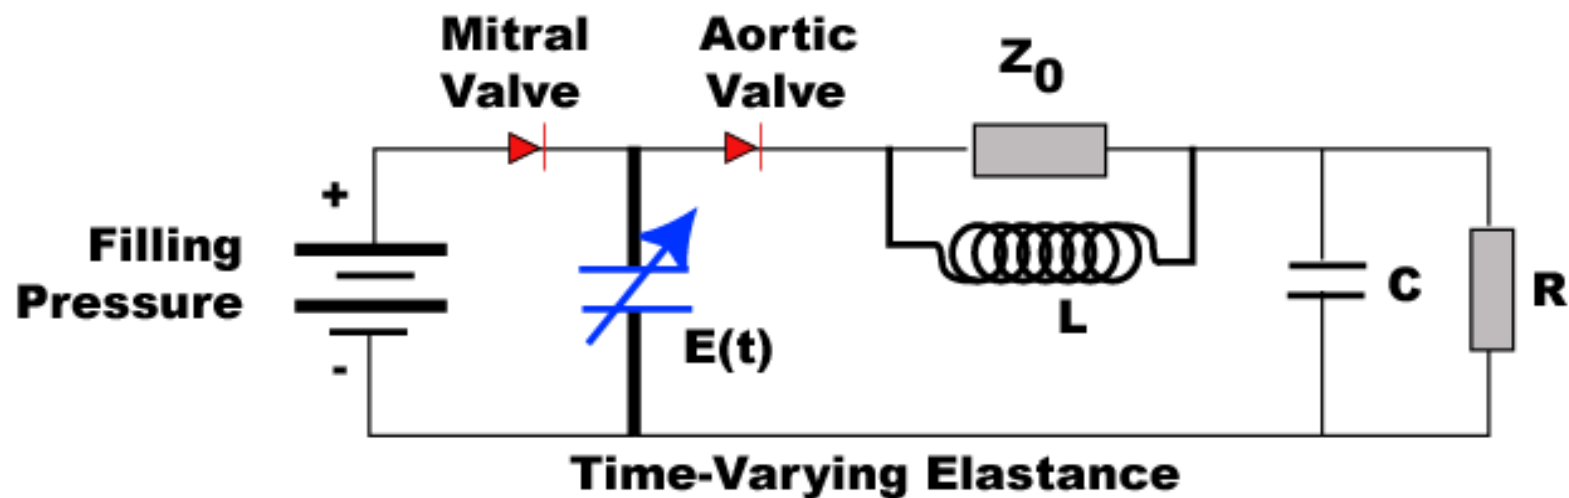 Mitral
Valve
Aortic
Valve
Z0
+
Filling
Pressure
-
E(t)
L
C
R
Time-Varying Elastance